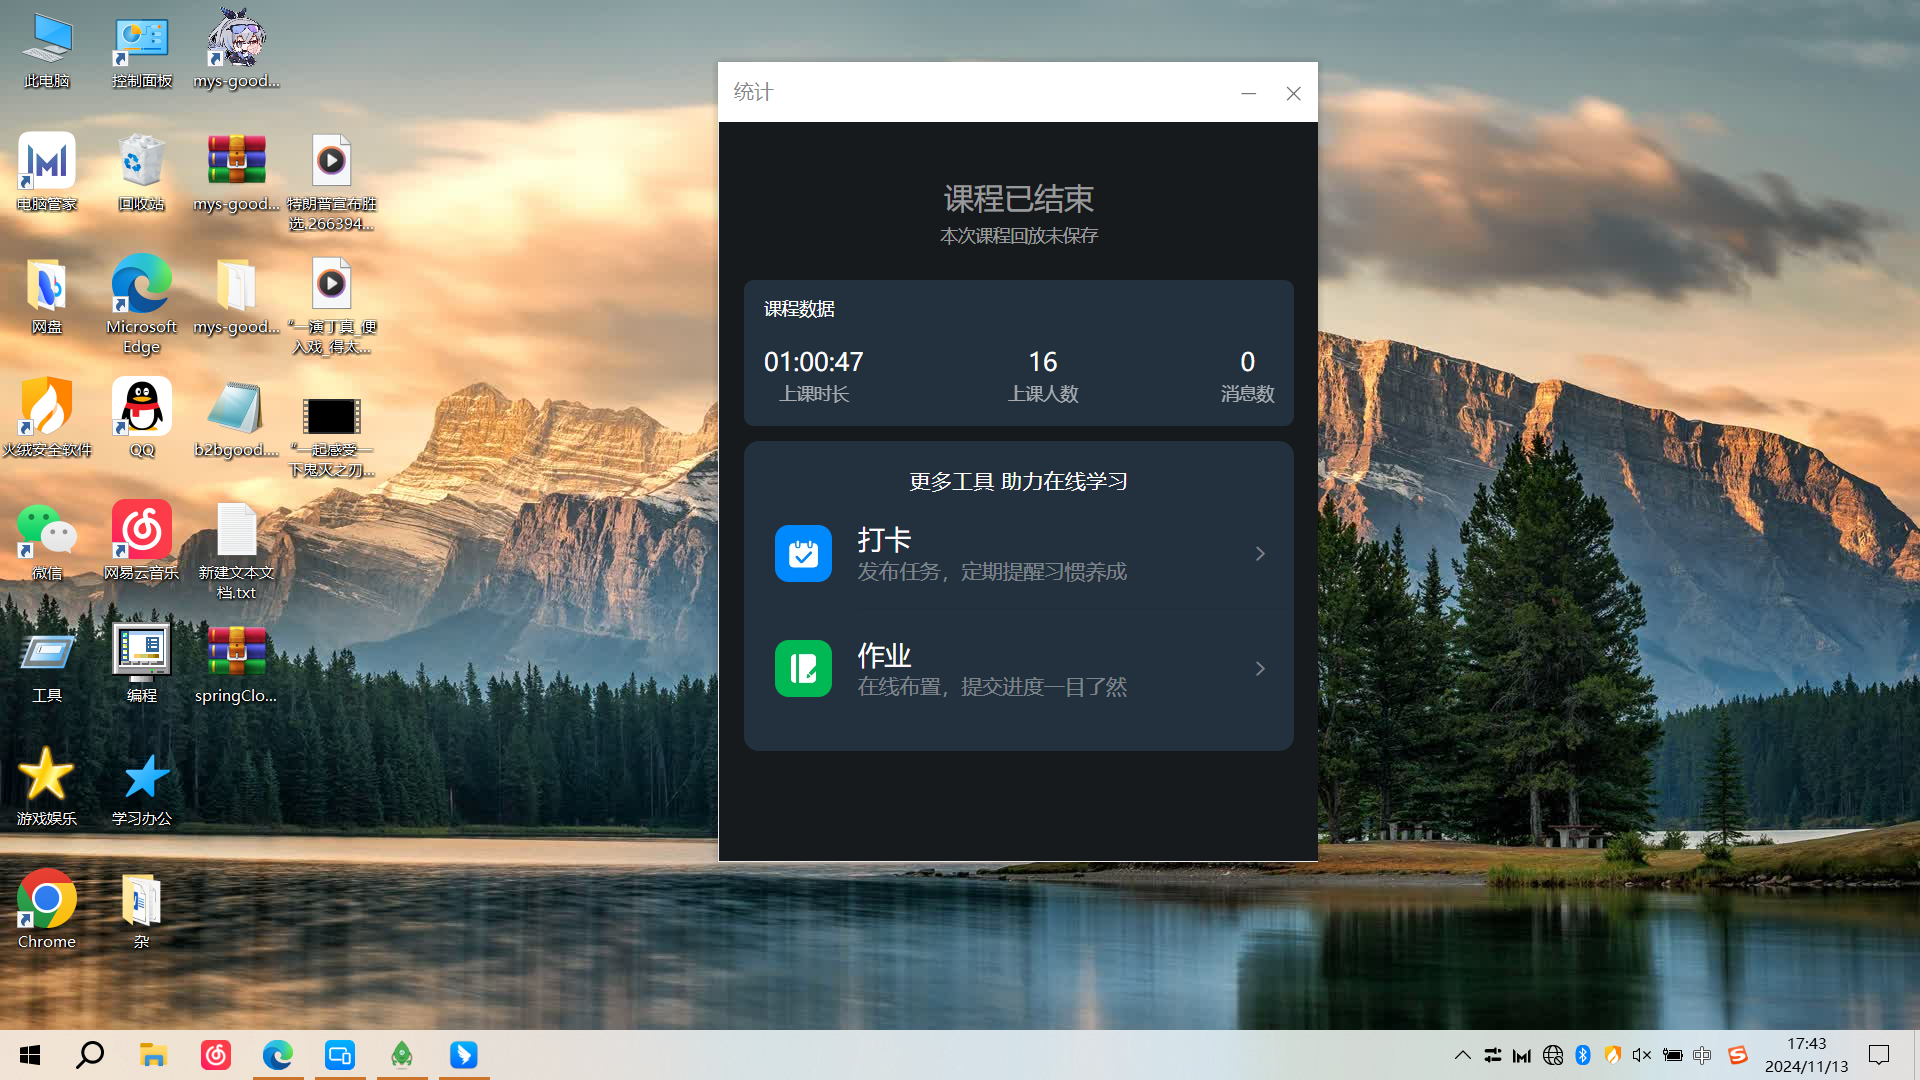 此电脑
控制面板
mys-good...
电脑管家
回收站
mys-good...
特朗普宣布胜
选.266394...
网盘
Microsoft
Edge
mys-good...
“一演丁真_便
入戏_得太...
火绒安全软件
QQ
b2bgood....
“一起感受一
下鬼火之刃...
微信
网易云音乐
新建文本文
档.txt
工具
编程
springClo...
游戏娱乐
学习办公
Chrome
杂
统计
课程已结束
本次课程回放未保存
课程数据
01:00:47
16
0
上课时长
上课人数
消息数
更多工具 助力在线学习
打卡
发布任务，定期提醒习惯养成
作业
在线布置，提交进度一目了然
中
17:43
2024/11/13